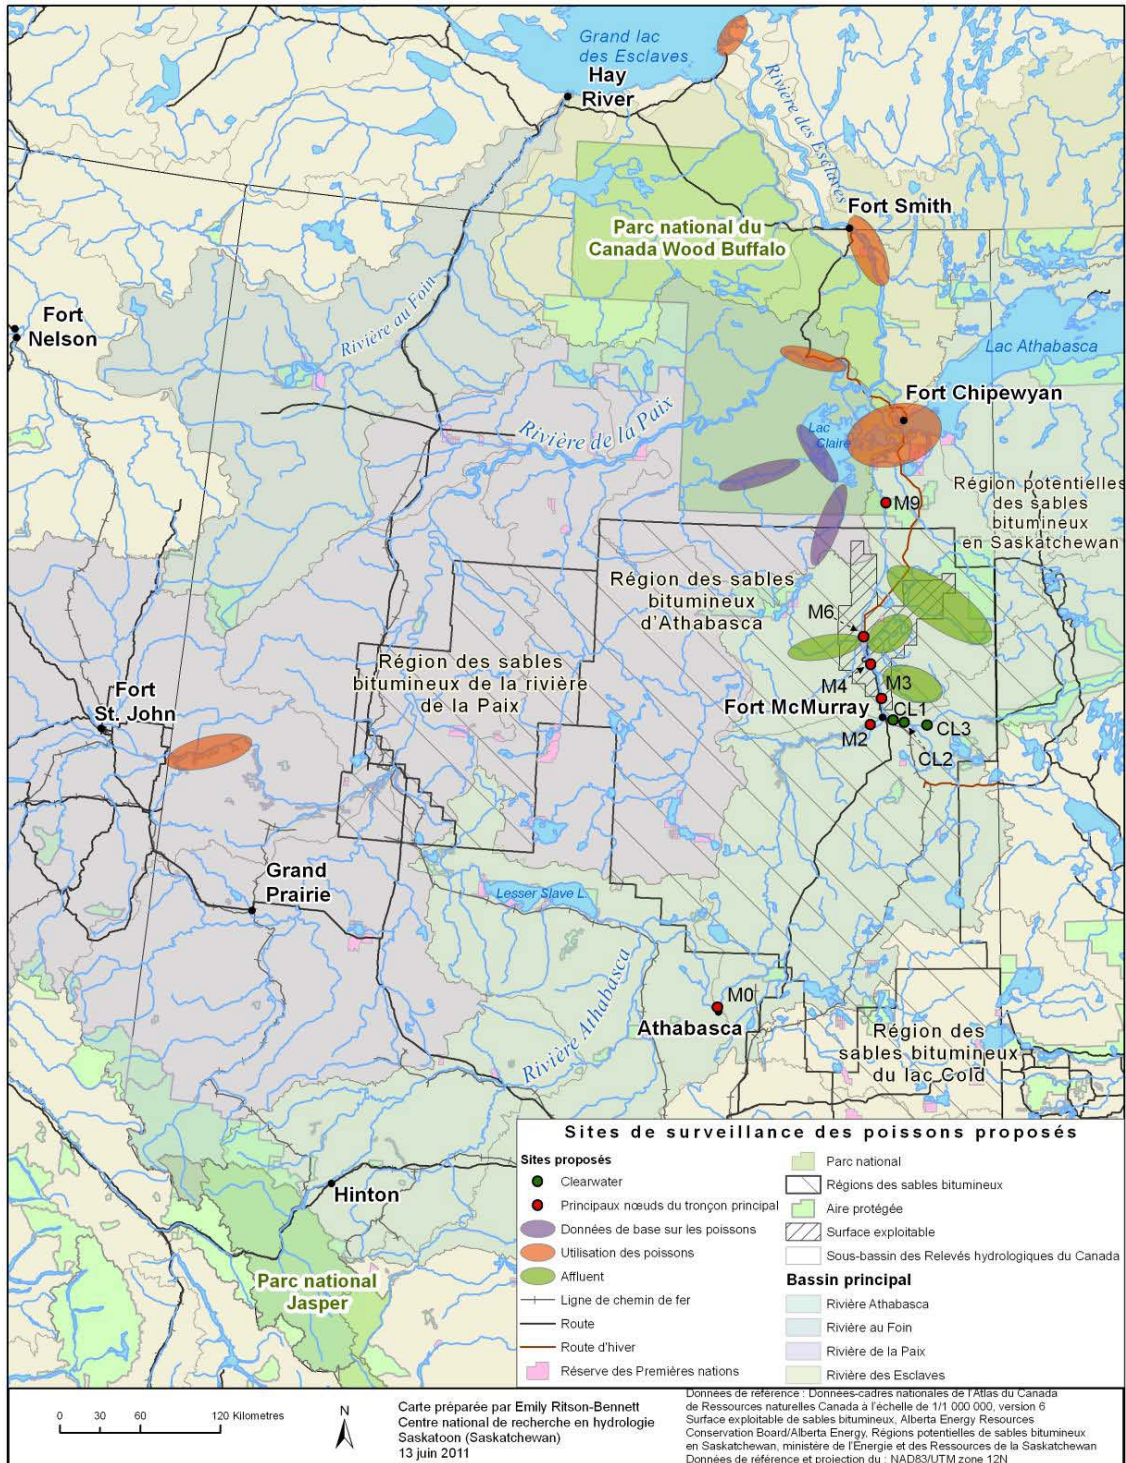 Grand lac
des Esclaves
Hay
River
Rivière des Esclaves
Fort Smith
Parc national du
Canada Wood Buffalo
Fort
Nelson
Rivière au Foin
Lac Athabasca
Fort Chipewyan
Rivière de la Paix
Lac
Claire
Région potentielles
des sables
bitumineux
en Saskatchewan
M9
Région des sables
bitumineux
d'Athabasca
M6
Région des sables
bitumineux de la rivière
de la Paix
M4
M3
Fort
St. John
Fort McMurray
CL1
M2
CL3
CL2
Grand
Prairie
Lesser Slave L.
Rivière Athabasca
M0
Athabasca
Région des
sables bitumineux
du lac Cold
Hinton
Parc national
Jasper
Sites de surveillance des poissons proposés
Sites proposés
Clearwater
Principaux nœuds du tronçon principal
Données de base sur les poissons
Utilisation des poissons
Affluent
Ligne de chemin de fer
Route
Route d'hiver
Réserve des Premières nations
Parc national
Régions des sables bitumineux
Aire protégée
Surface exploitable
Sous-bassin des Relevés hydrologiques du Canada
Bassin principal
Rivière Athabasca
Rivière au Foin
Rivière de la Paix
Rivière des Esclaves
0 30 60 120 Kilometres
N
Carte préparée par Emily Ritson-Bennett
Centre national de recherche en hydrologie
Saskatoon (Saskatchewan)
13 juin 2011
Données de référence : Données-cadres nationales de l'Atlas du Canada
de Ressources naturelles Canada à l'échelle de 1/1 000 000, version 6
Surface exploitable de sables bitumineux, Alberta Energy Resources
Conservation Board/Alberta Energy, Régions potentielles de sables bitumineux
en Saskatchewan, ministère de l'Énergie et des Ressources de la Saskatchewan
Données de référence et projection du : NAD83/UTM zone 12N